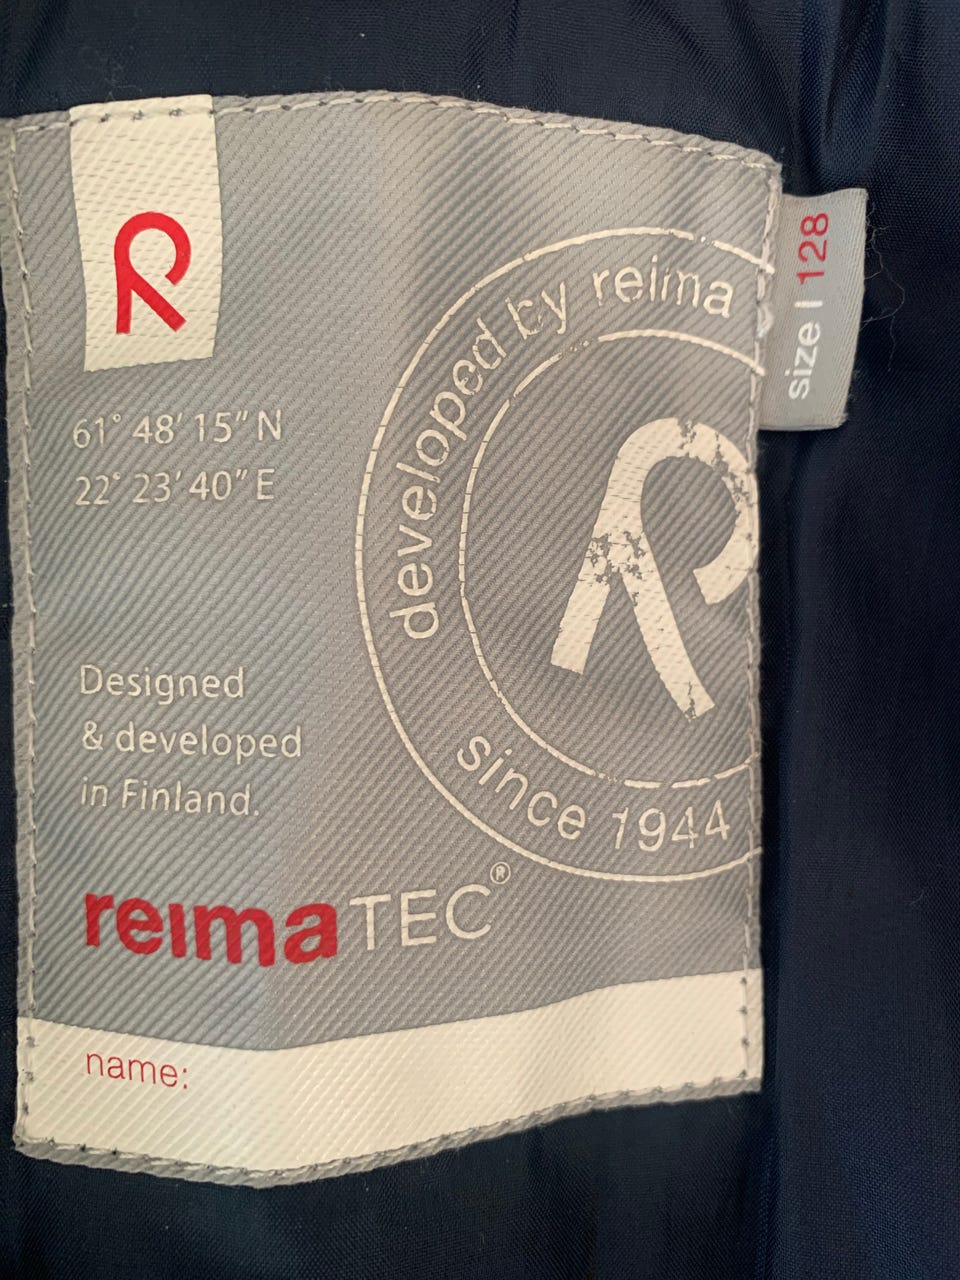 R
61° 48′ 15″ N
22° 23′ 40″ E
developed by reima
R
since 1944
size | 128
Designed
& developed
in Finland.
reimaTEC®
name: